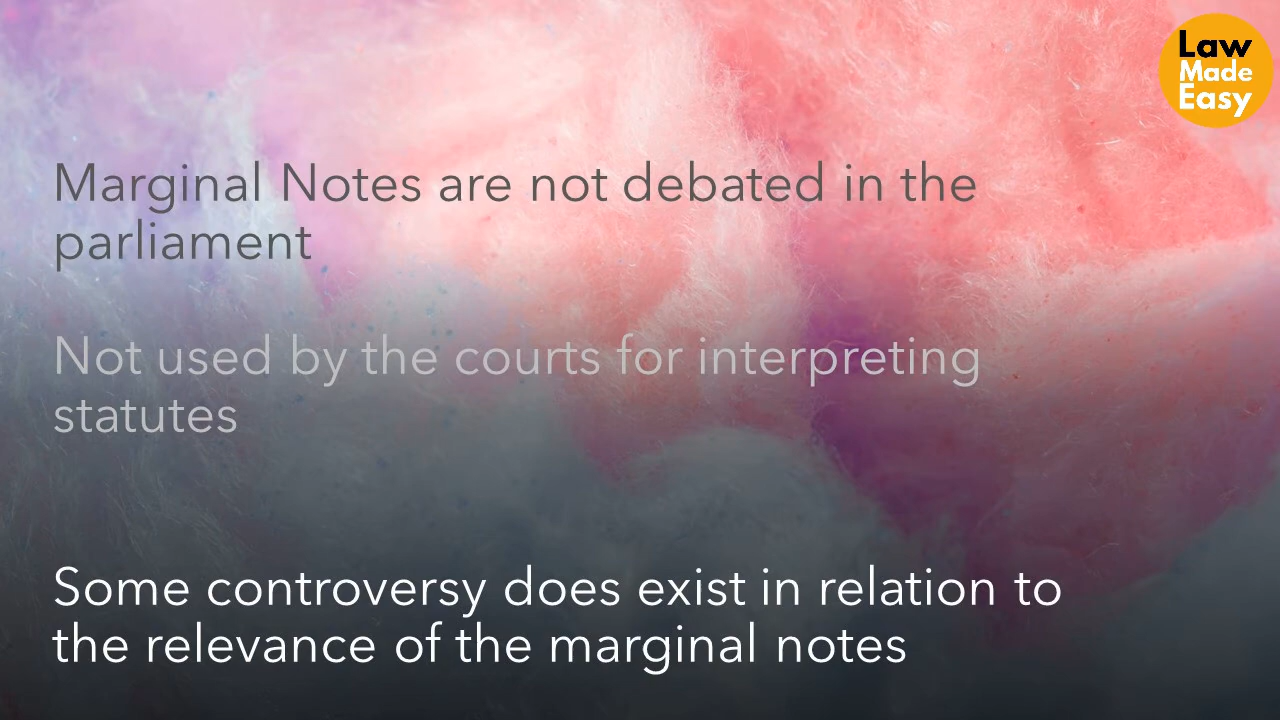 Law
Made
Easy
Marginal Notes are not debated in the
parliament
Not used by the courts for interpreting
statutes
Some controversy does exist in relation to
the relevance of the marginal notes